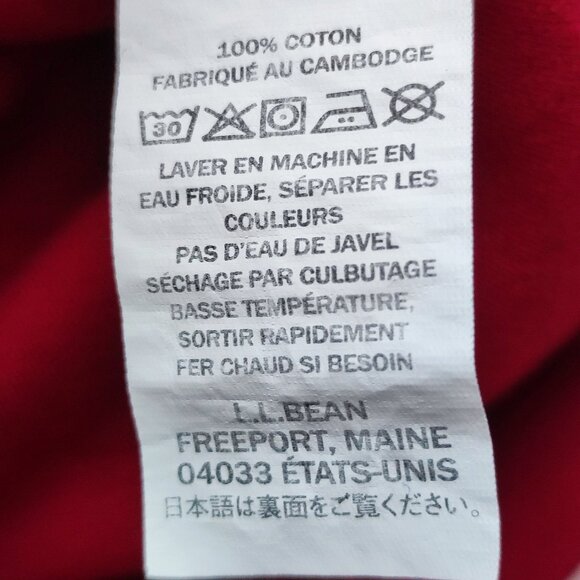 100% COTON
FABRIQUÉ AU CAMBODGE
30
LAVER EN MACHINE EN
EAU FROIDE, SÉPARER LES
COULEURS
PAS D'EAU DE JAVEL
SÉCHAGE PAR CULBUTAGE
BASSE TEMPÉRATURE,
SORTIR RAPIDEMENT
FER CHAUD SI BESOIN
L.L.BEAN
FREEPORT, MAINE
04033 ÉTATS-UNIS
日本語は裏面をご覧ください。